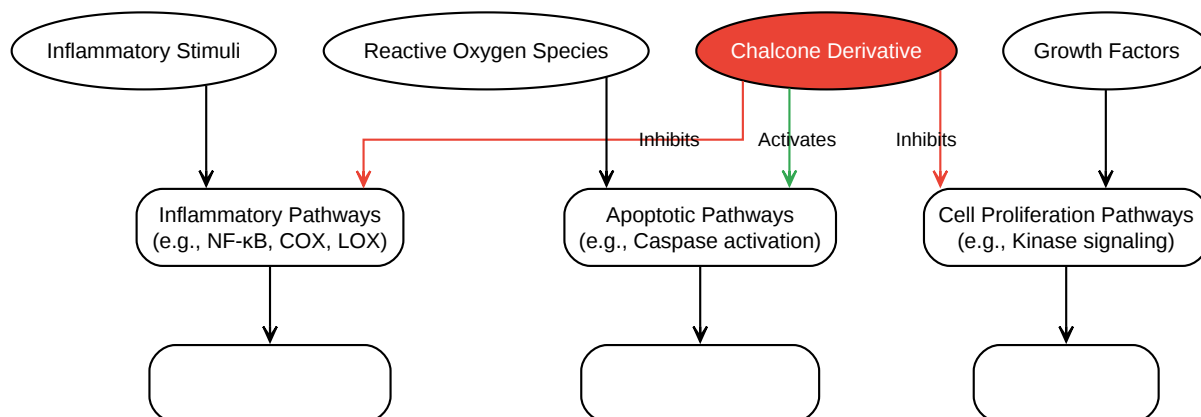 Inflammatory Stimuli
Reactive Oxygen Species
Chalcone Derivative
Growth Factors
Inhibits
Activates
Inhibits
Inflammatory Pathways
(e.g., NF-κB, COX, LOX)
Apoptotic Pathways
(e.g., Caspase activation)
Cell Proliferation Pathways
(e.g., Kinase signaling)